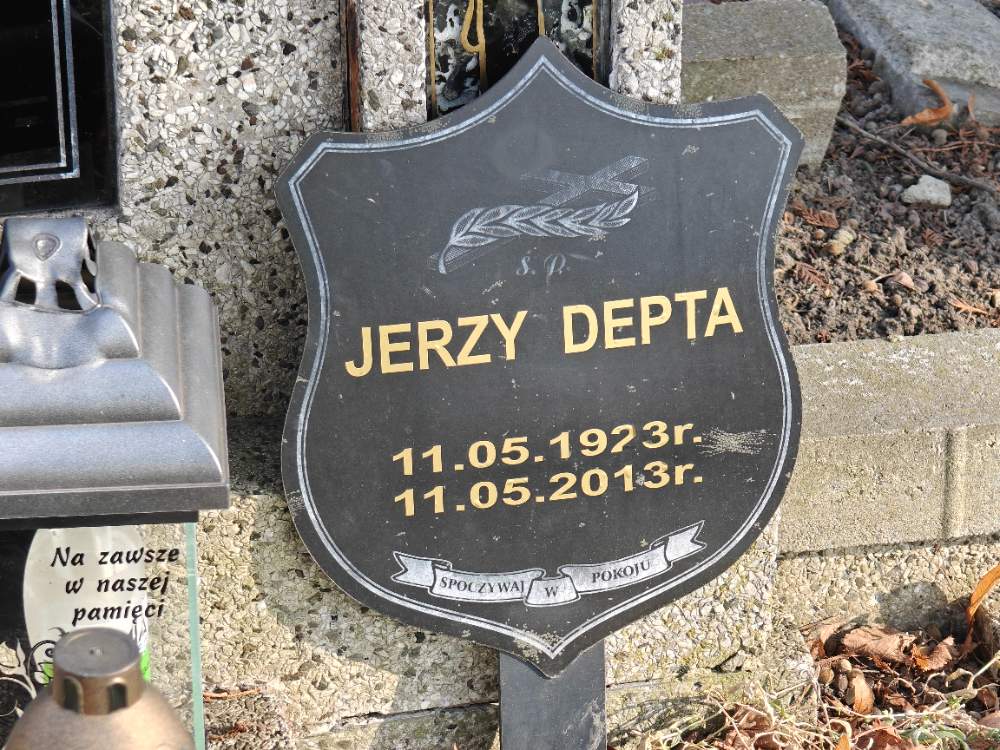 Ś. P.
JERZY DEPTA
11.05.1923r.
11.05.2013r.
SPOCZYWAJ W POKOJU
Na zawsze
w naszej
pamięci